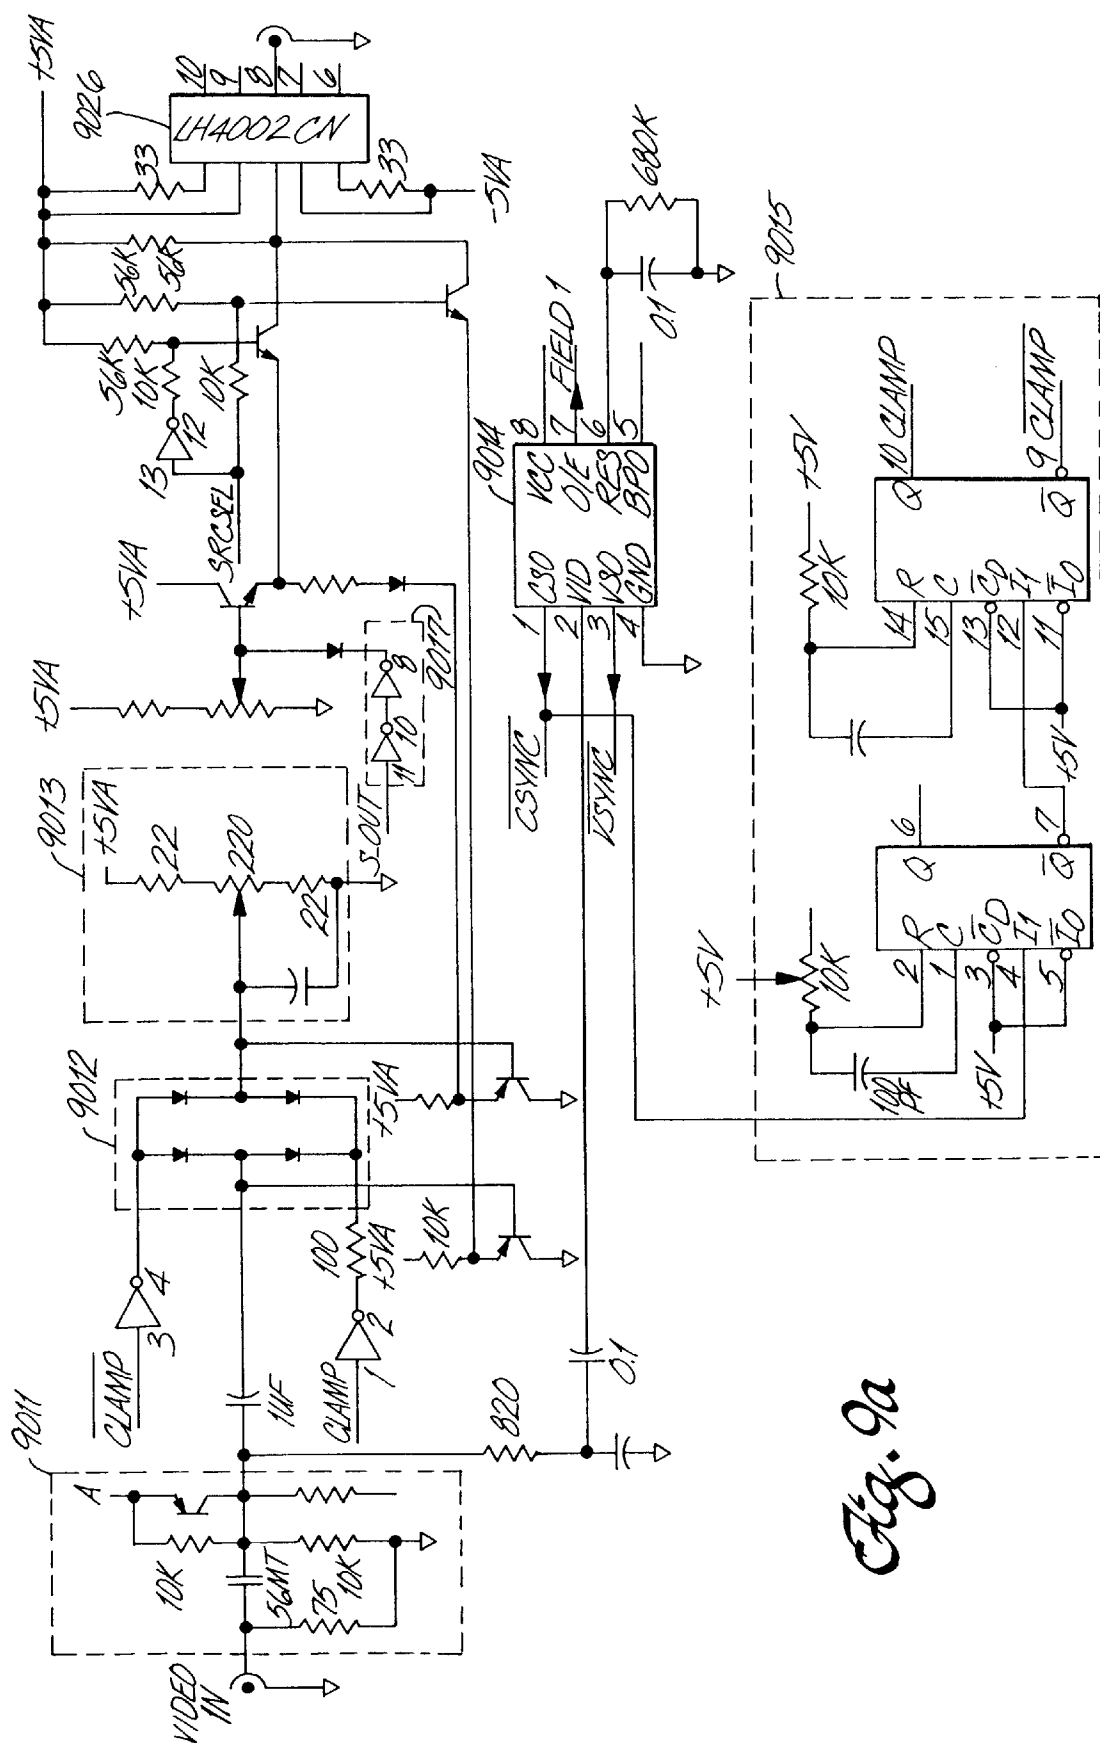 VIDEO
IN
9011
A
10K
56MT
75
10K
820
0.1
CLAMP
3
4
1UF
CLAMP
1
2
100
+5VA
10K
9012
+5VA
9013
+5VA
22
220
22
S-OUT
11
10
8
9017
+5VA
+5VA
SRCSEL
13
12
56K
10K
10K
56K
56K
33
+5VA
9026
LH4002CN
10
9
8
7
6
33
-5VA
9014
CSYNC
VSYNC
1 CSO VCC 8
2 VID O/E 7 FIELD 1
3 VSO RES 6
4 GND BPO 5
0.1
680K
9015
+5V
10K
100
PF
+5V
2 R Q 6
1 C
3 CD
4 I1
5 I0 Q 7
+5V
10K
+5V
14 R Q 10 CLAMP
15 C
13 CD
12 I1
11 I0 Q 9 CLAMP
Fig. 9a